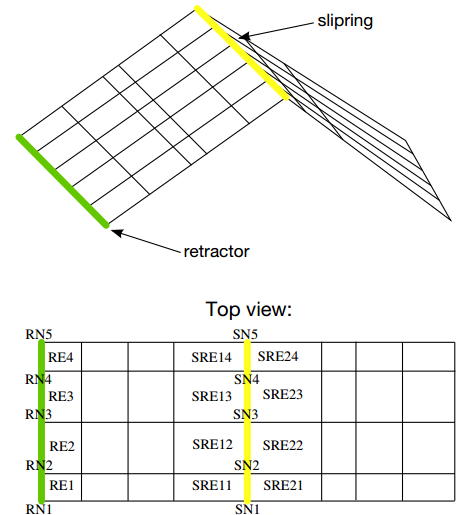 slipring
retractor
Top view:
RN5 SN5
RE4 SRE14 SRE24
RN4 SN4
RE3 SRE13 SRE23
RN3 SN3
RE2 SRE12 SRE22
RN2 SN2
RE1 SRE11 SRE21
RN1 SN1